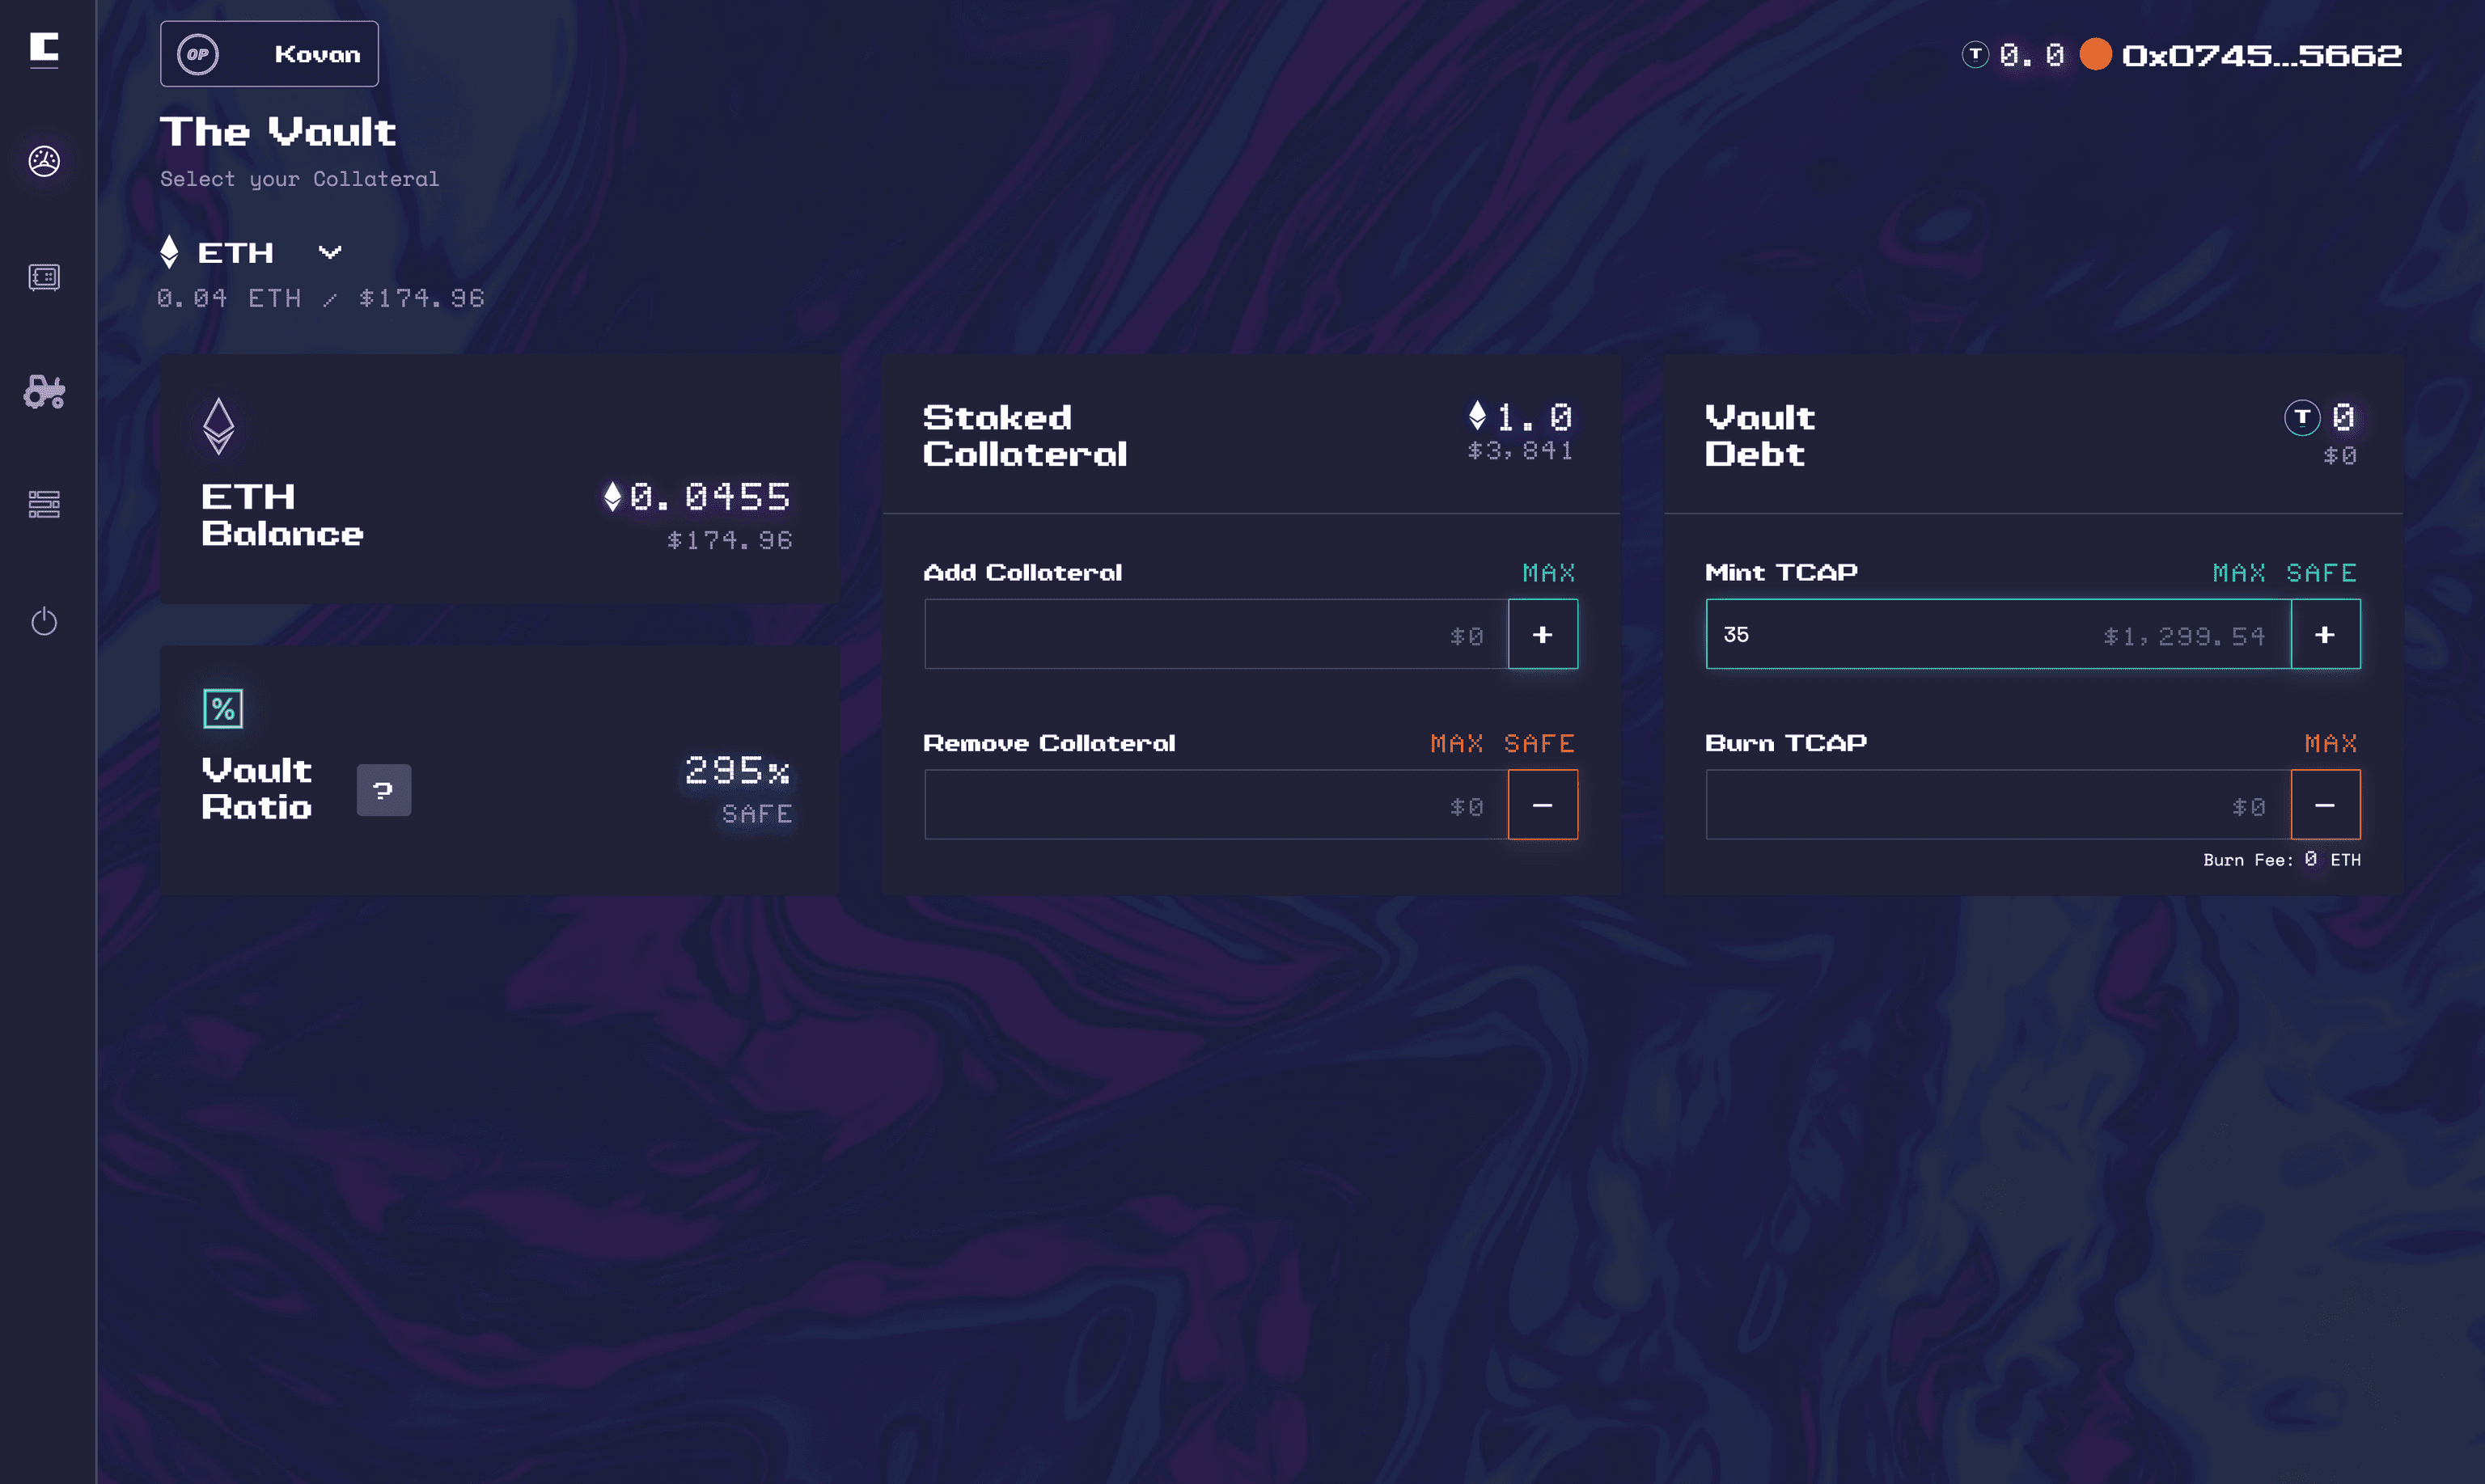 OP Kovan
T 0.0 0x0745...5662
The Vault
Select your Collateral
ETH
0.04 ETH / $174.96
ETH
Balance
0.0455
$174.96
%
Vault
Ratio
?
295%
SAFE
Staked
Collateral
1.0
$3,841
Add Collateral MAX
$0 +
Remove Collateral MAX SAFE
$0 −
Vault
Debt
T 0
$0
Mint TCAP MAX SAFE
35 $1,299.54 +
Burn TCAP MAX
$0 −
Burn Fee: 0 ETH